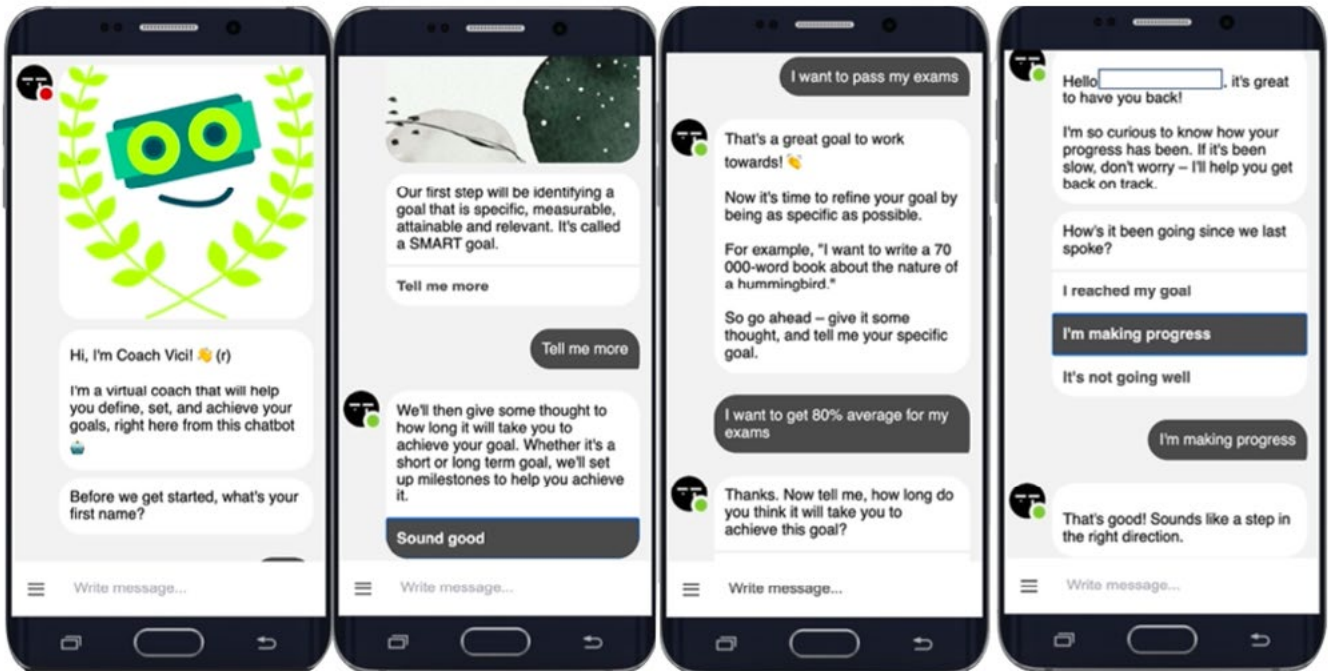 Hi, I'm Coach Vici! 👋 (r)
I'm a virtual coach that will help
you define, set, and achieve your
goals, right here from this chatbot
🤖
Before we get started, what's your
first name?
Write message...
Our first step will be identifying a
goal that is specific, measurable,
attainable and relevant. It's called
a SMART goal.
Tell me more
Tell me more
We'll then give some thought to
how long it will take you to
achieve your goal. Whether it's a
short or long term goal, we'll set
up milestones to help you achieve
it.
Sound good
Write message...
I want to pass my exams
That's a great goal to work
towards! 👏
Now it's time to refine your goal by
being as specific as possible.
For example, "I want to write a 70
000-word book about the nature of
a hummingbird."
So go ahead – give it some
thought, and tell me your specific
goal.
I want to get 80% average for my
exams
Thanks. Now tell me, how long do
you think it will take you to
achieve this goal?
Write message...
Hello , it's great
to have you back!
I'm so curious to know how your
progress has been. If it's been
slow, don't worry – I'll help you get
back on track.
How's it been going since we last
spoke?
I reached my goal
I'm making progress
It's not going well
I'm making progress
That's good! Sounds like a step in
the right direction.
Write message...